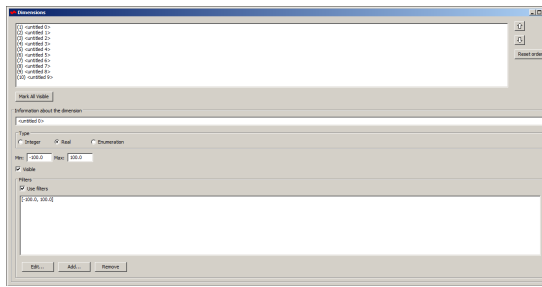 Dimensions
(1) <untitled 0>
(2) <untitled 1>
(3) <untitled 2>
(4) <untitled 3>
(5) <untitled 4>
(6) <untitled 5>
(7) <untitled 6>
(8) <untitled 7>
(9) <untitled 8>
(10) <untitled 9>
Reset order
Mark All Visible
Information about the dimension
<untitled 0>
Type
Integer Real Enumeration
Min: -100.0 Max: 100.0
Visible
Filters
Use filters
[-100.0, 100.0]
Edit... Add... Remove